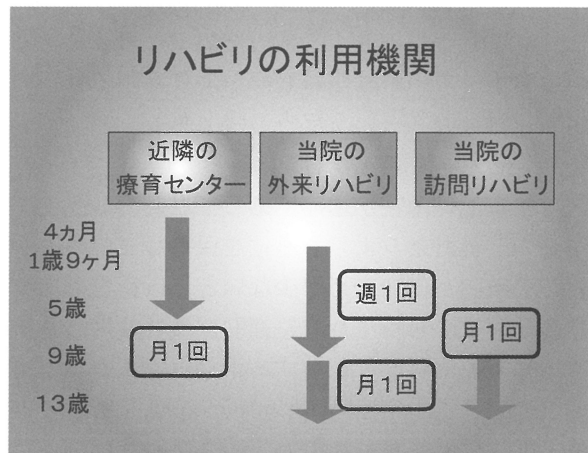 リハビリの利用機関
近隣の
療育センター
当院の
外来リハビリ
当院の
訪問リハビリ
4ヵ月
1歳9ヶ月
5歳
9歳
13歳
週1回
月1回
月1回
月1回